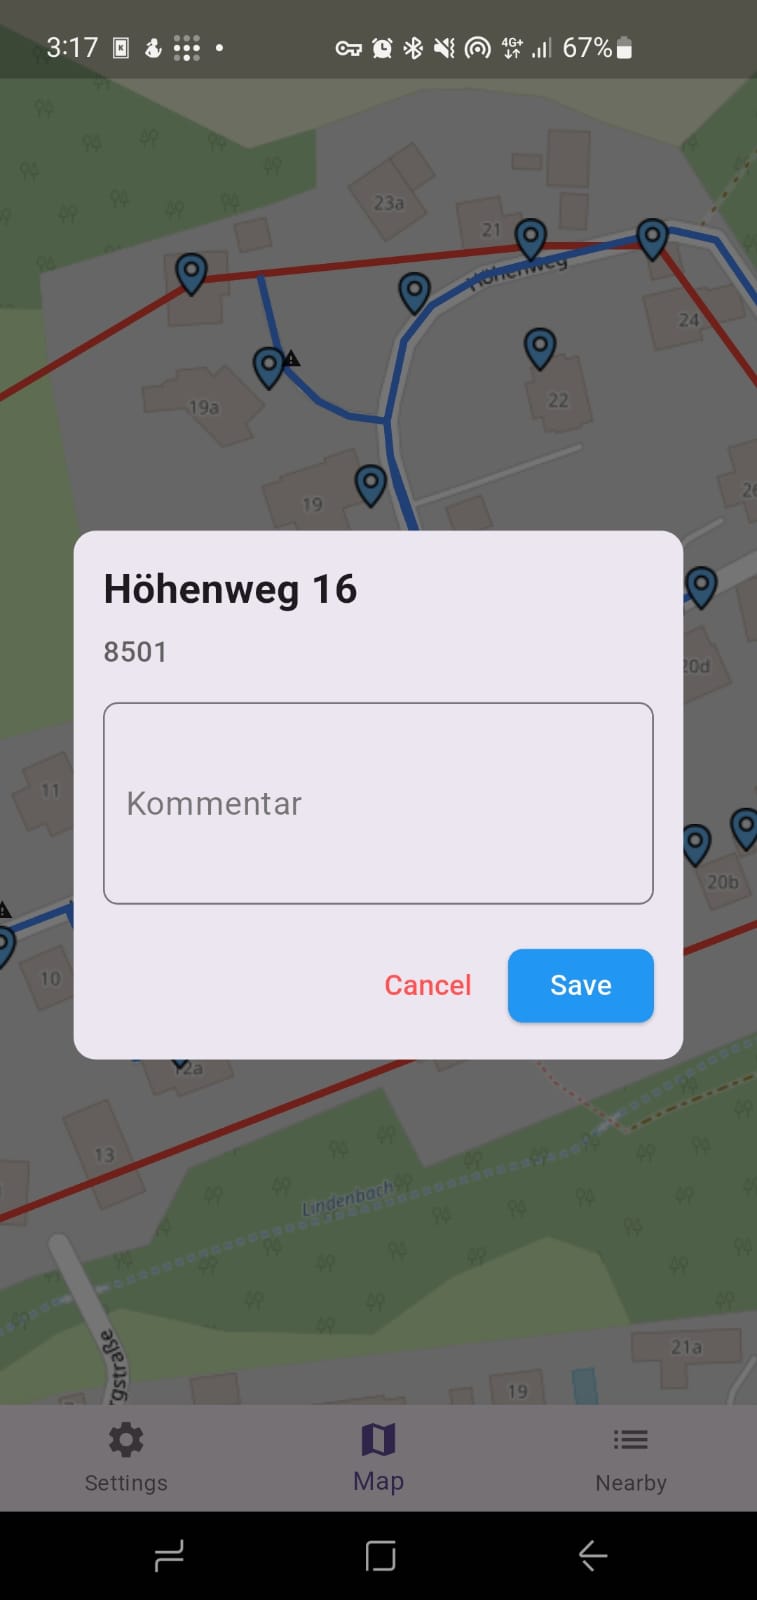 3:17
4G+
67%
23a
21
Höhenweg
24
19a
22
19
Höhenweg 16
8501
20d
11
Kommentar
20b
10
Cancel
Save
12a
13
Lindenbach
21a
19
Settings
Map
Nearby